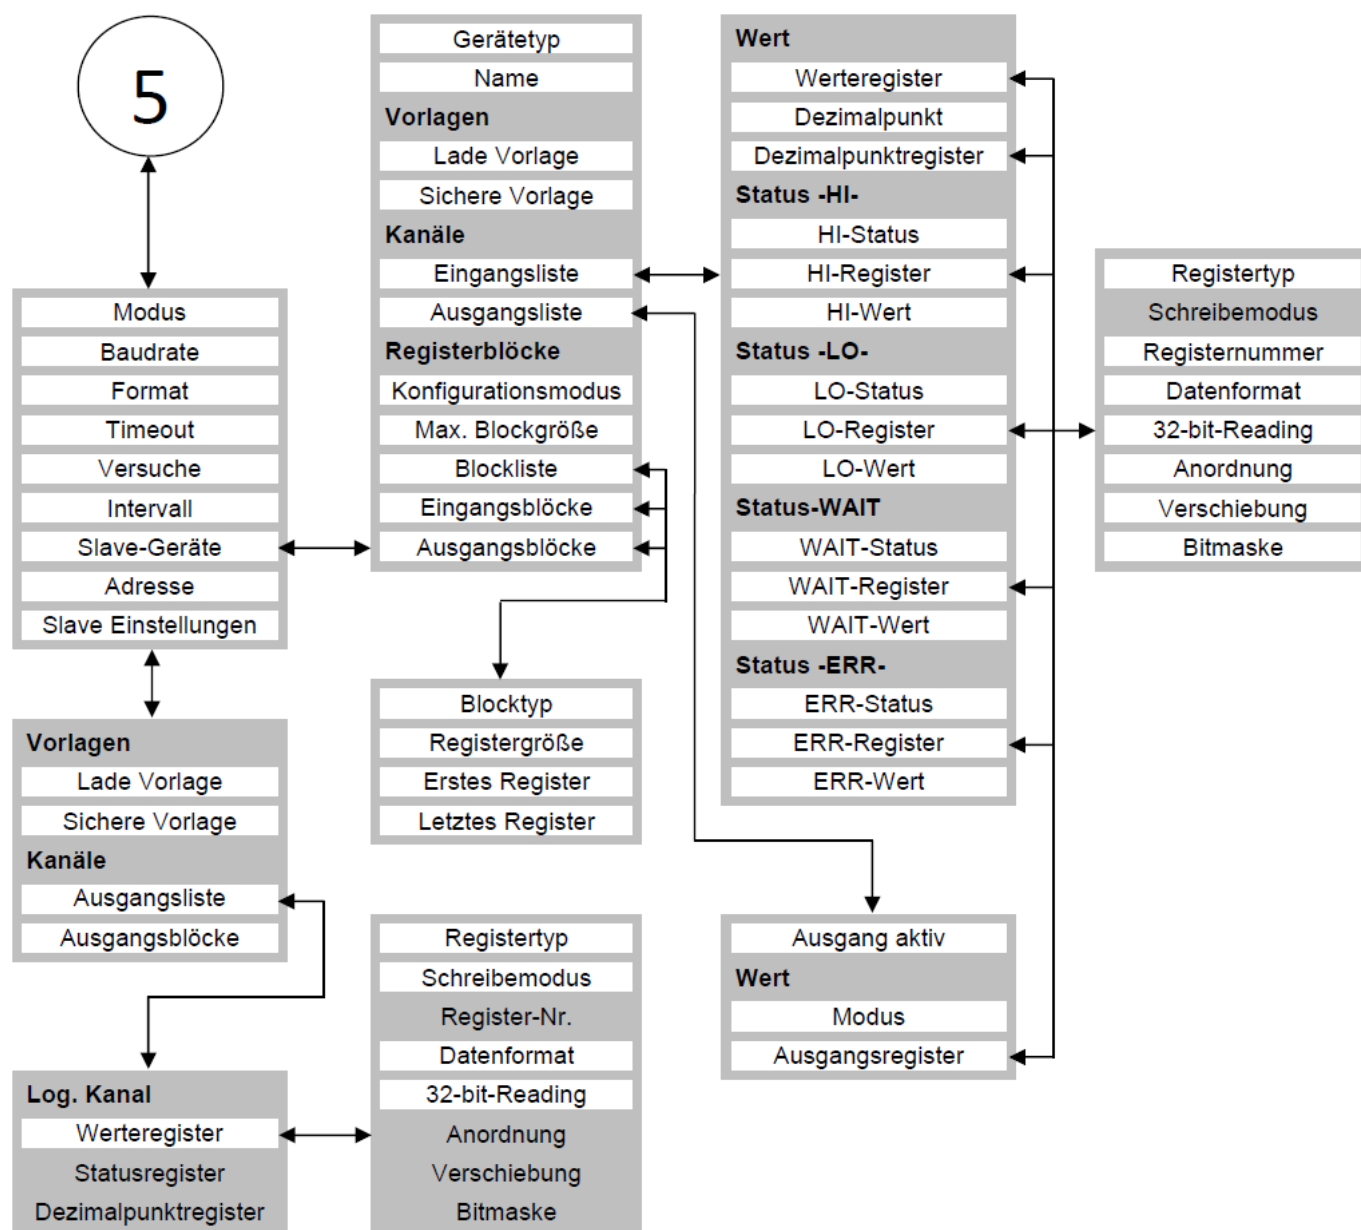 5
Modus
Baudrate
Format
Timeout
Versuche
Intervall
Slave-Geräte
Adresse
Slave Einstellungen
Vorlagen
Lade Vorlage
Sichere Vorlage
Kanäle
Ausgangsliste
Ausgangsblöcke
Log. Kanal
Werteregister
Statusregister
Dezimalpunktregister
Gerätetyp
Name
Vorlagen
Lade Vorlage
Sichere Vorlage
Kanäle
Eingangsliste
Ausgangsliste
Registerblöcke
Konfigurationsmodus
Max. Blockgröße
Blockliste
Eingangsblöcke
Ausgangsblöcke
Blocktyp
Registergröße
Erstes Register
Letztes Register
Registertyp
Schreibemodus
Register-Nr.
Datenformat
32-bit-Reading
Anordnung
Verschiebung
Bitmaske
Wert
Werteregister
Dezimalpunkt
Dezimalpunktregister
Status -HI-
HI-Status
HI-Register
HI-Wert
Status -LO-
LO-Status
LO-Register
LO-Wert
Status-WAIT
WAIT-Status
WAIT-Register
WAIT-Wert
Status -ERR-
ERR-Status
ERR-Register
ERR-Wert
Ausgang aktiv
Wert
Modus
Ausgangsregister
Registertyp
Schreibemodus
Registernummer
Datenformat
32-bit-Reading
Anordnung
Verschiebung
Bitmaske